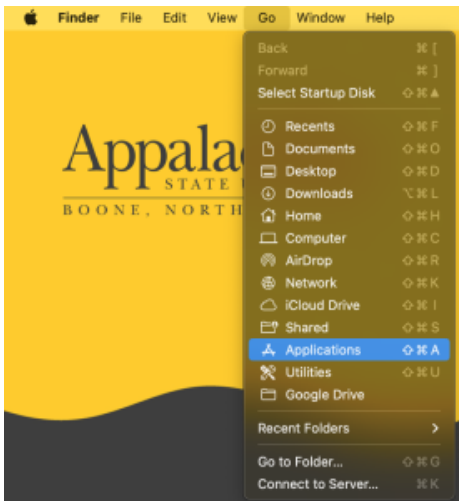 Finder File Edit View Go Window Help
Back ⌘ [
Forward ⌘ ]
Select Startup Disk ⇧⌘▲
Recents ⇧⌘F
Documents ⇧⌘O
Desktop ⇧⌘D
Downloads ⌥⌘L
Home ⇧⌘H
Computer ⇧⌘C
AirDrop ⇧⌘R
Network ⇧⌘K
iCloud Drive ⇧⌘I
Shared ⇧⌘S
Applications ⇧⌘A
Utilities ⇧⌘U
Google Drive
Recent Folders >
Go to Folder... ⇧⌘G
Connect to Server... ⌘K
Appala
STATE
BOONE, NORTH